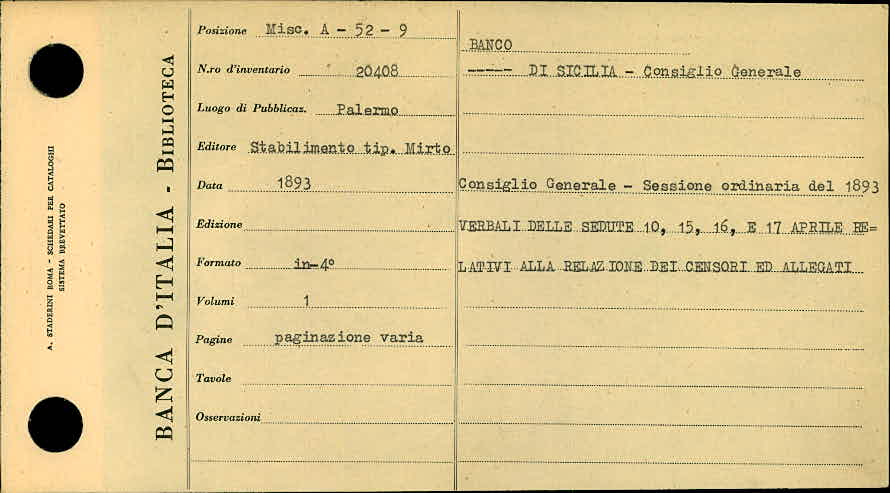 A. STADERINI ROMA - SCHEDARI PER CATALOGHI
SISTEMA BREVETTATO
BANCA D'ITALIA - BIBLIOTECA
Posizione Misc. A - 52 - 9
N.ro d'inventario 20408
Luogo di Pubblicaz. Palermo
Editore Stabilimento tip. Mirto
Data 1893
Edizione
Formato in-4°
Volumi 1
Pagine paginazione varia
Tavole
Osservazioni
BANCO
----- DI SICILIA - Consiglio Generale
Consiglio Generale - Sessione ordinaria del 1893
VERBALI DELLE SEDUTE 10, 15, 16, E 17 APRILE RE=
LATIVI ALLA RELAZIONE DEI CENSORI ED ALLEGATI